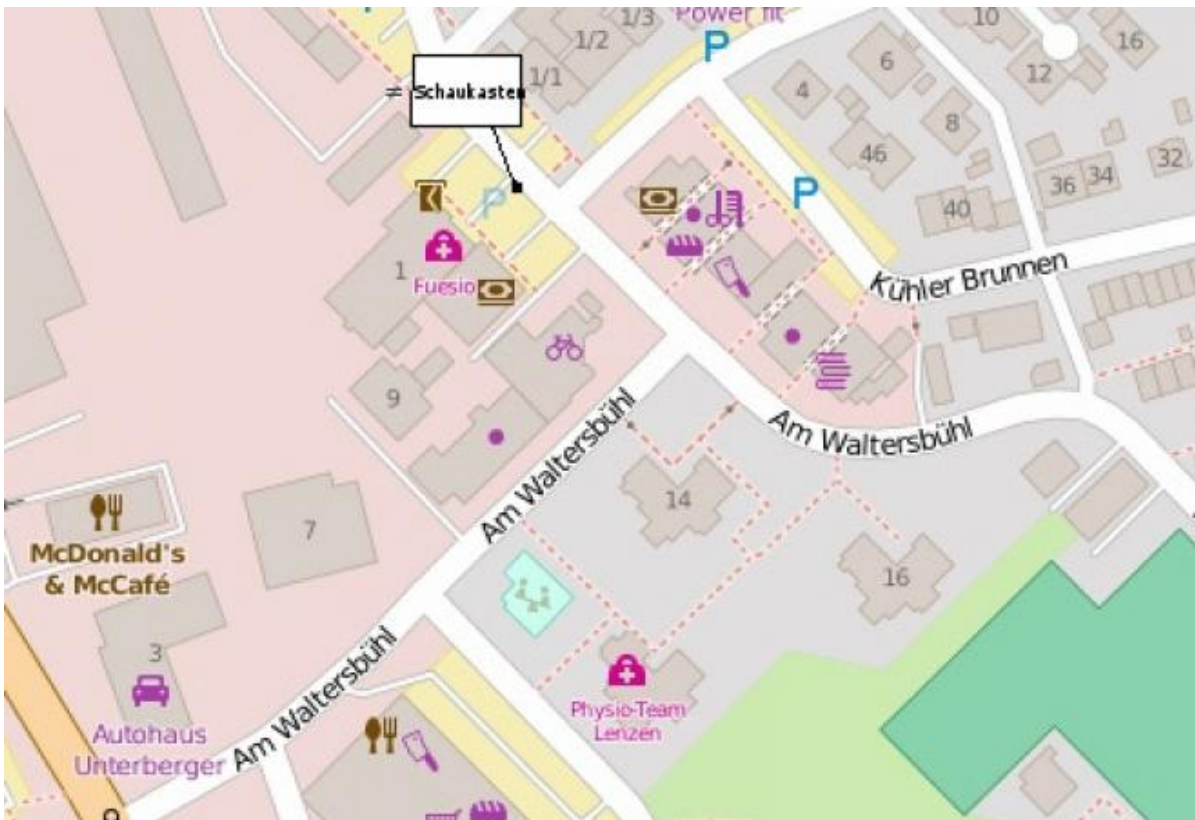 1/3
Power fit
P
10
1/2
16
6
12
1/1
≠ Schaukasten
4
8
46
32
34
36
P
P
40
1
Fuesio
Kühler Brunnen
9
Am Waltersbühl
Am Waltersbühl
14
7
McDonald's
& McCafé
16
3
Am Waltersbühl
Physio-Team
Lenzen
Autohaus
Unterberger